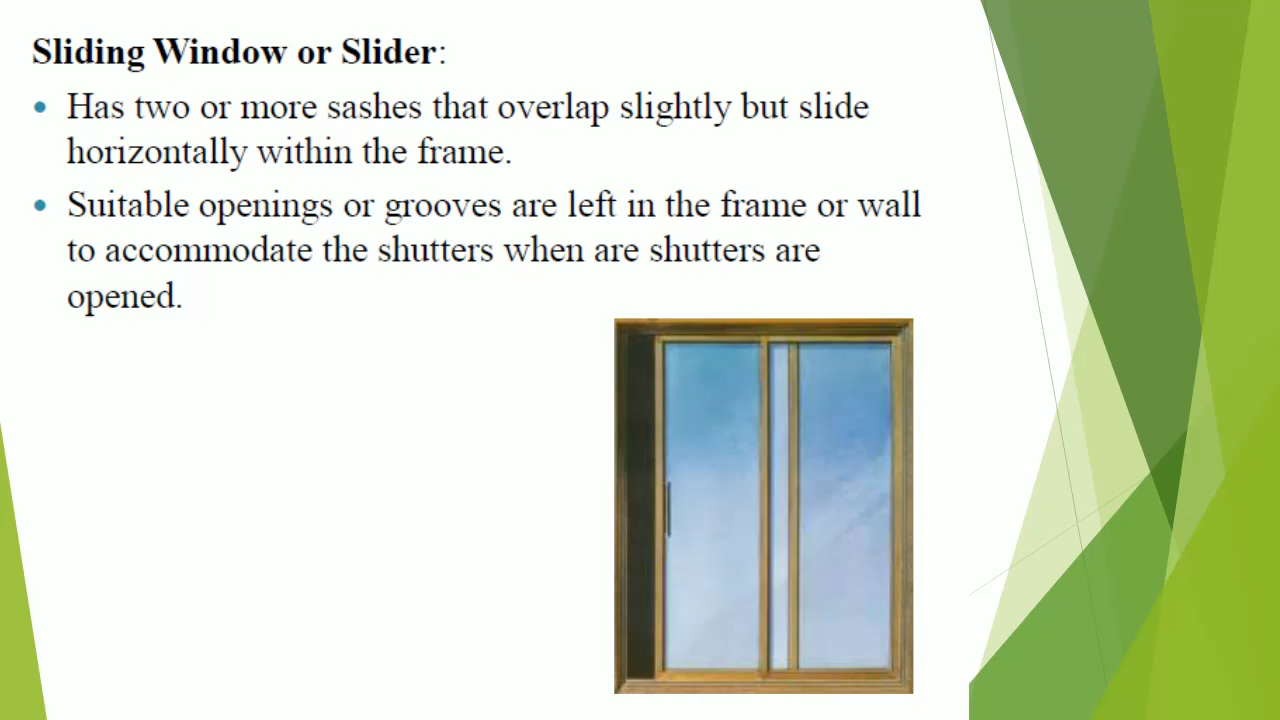 Sliding Window or Slider:
• Has two or more sashes that overlap slightly but slide
horizontally within the frame.
• Suitable openings or grooves are left in the frame or wall
to accommodate the shutters when are shutters are
opened.